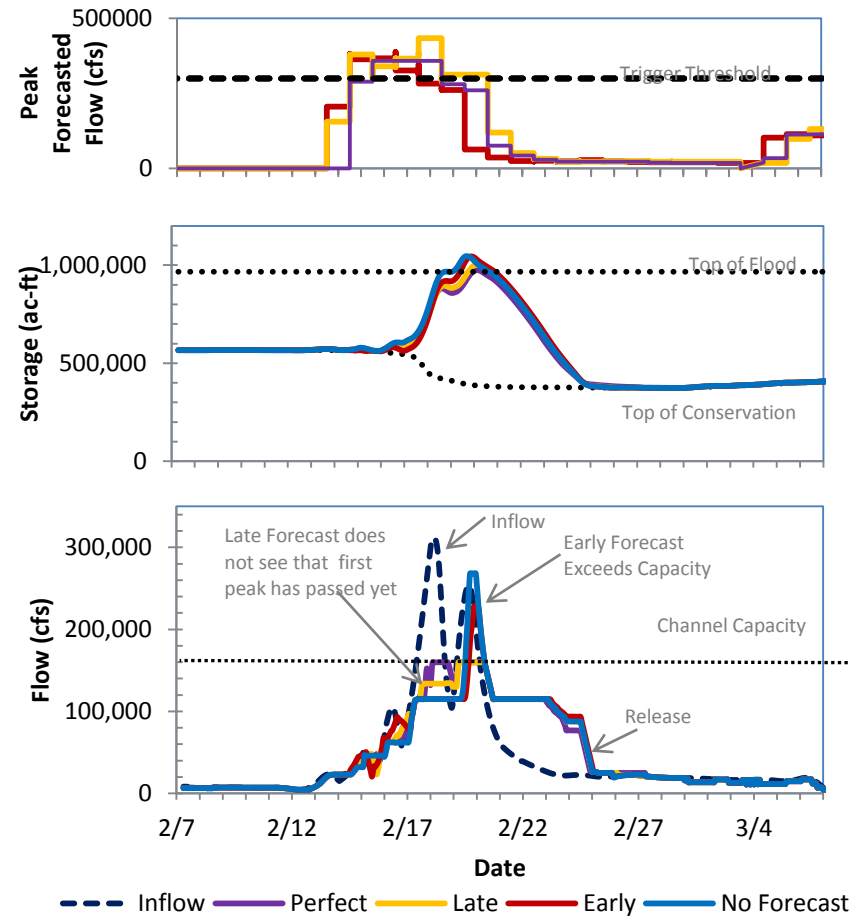 Peak
Forecasted
Flow (cfs)
500000
0
Trigger Threshold
Storage (ac-ft)
1,000,000
500,000
0
Top of Flood
Top of Conservation
Flow (cfs)
300,000
200,000
100,000
0
Late Forecast does
not see that first
peak has passed yet
Inflow
Early Forecast
Exceeds Capacity
Channel Capacity
Release
2/7
2/12
2/17
2/22
2/27
3/4
Date
Inflow
Perfect
Late
Early
No Forecast